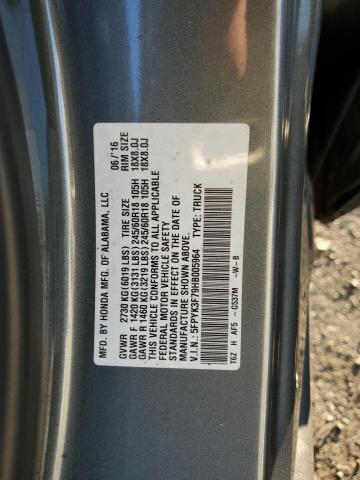 MFD. BY HONDA MFG. OF ALABAMA, LLC 06/'16
TIRE SIZE RIM SIZE
GVWR 2730 KG(6019 LBS)
GAWR F 1420 KG(3131 LBS) 245/60R18 105H 18X8.0J
GAWR R 1460 KG(3219 LBS) 245/60R18 105H 18X8.0J
THIS VEHICLE CONFORMS TO ALL APPLICABLE
FEDERAL MOTOR VEHICLE SAFETY
STANDARDS IN EFFECT ON THE DATE OF
MANUFACTURE SHOWN ABOVE.
V.I.N.: 5FPYK3F79HB005964 TYPE: TRUCK
T6Z H AF5 -GS37M -W-B